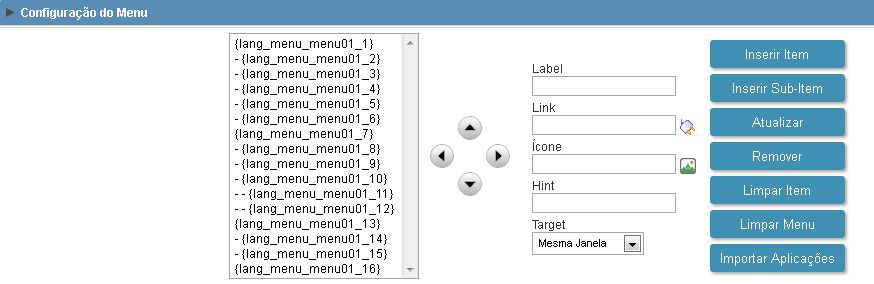 Configuração do Menu
{lang_menu_menu01_1}
- {lang_menu_menu01_2}
- {lang_menu_menu01_3}
- {lang_menu_menu01_4}
- {lang_menu_menu01_5}
- {lang_menu_menu01_6}
{lang_menu_menu01_7}
- {lang_menu_menu01_8}
- {lang_menu_menu01_9}
- {lang_menu_menu01_10}
- - {lang_menu_menu01_11}
- - {lang_menu_menu01_12}
{lang_menu_menu01_13}
- {lang_menu_menu01_14}
- {lang_menu_menu01_15}
{lang_menu_menu01_16}
Label
Link
Ícone
Hint
Target
Mesma Janela
Inserir Item
Inserir Sub-Item
Atualizar
Remover
Limpar Item
Limpar Menu
Importar Aplicações